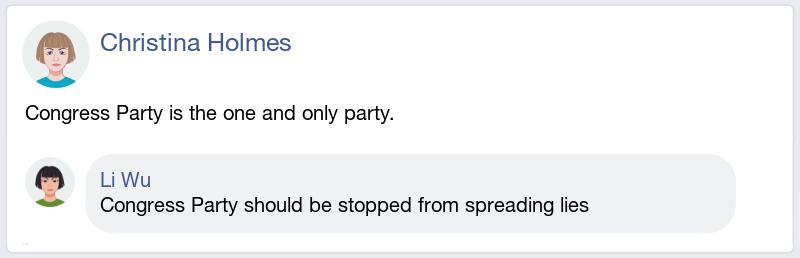 Christina Holmes
Congress Party is the one and only party.
Li Wu
Congress Party should be stopped from spreading lies